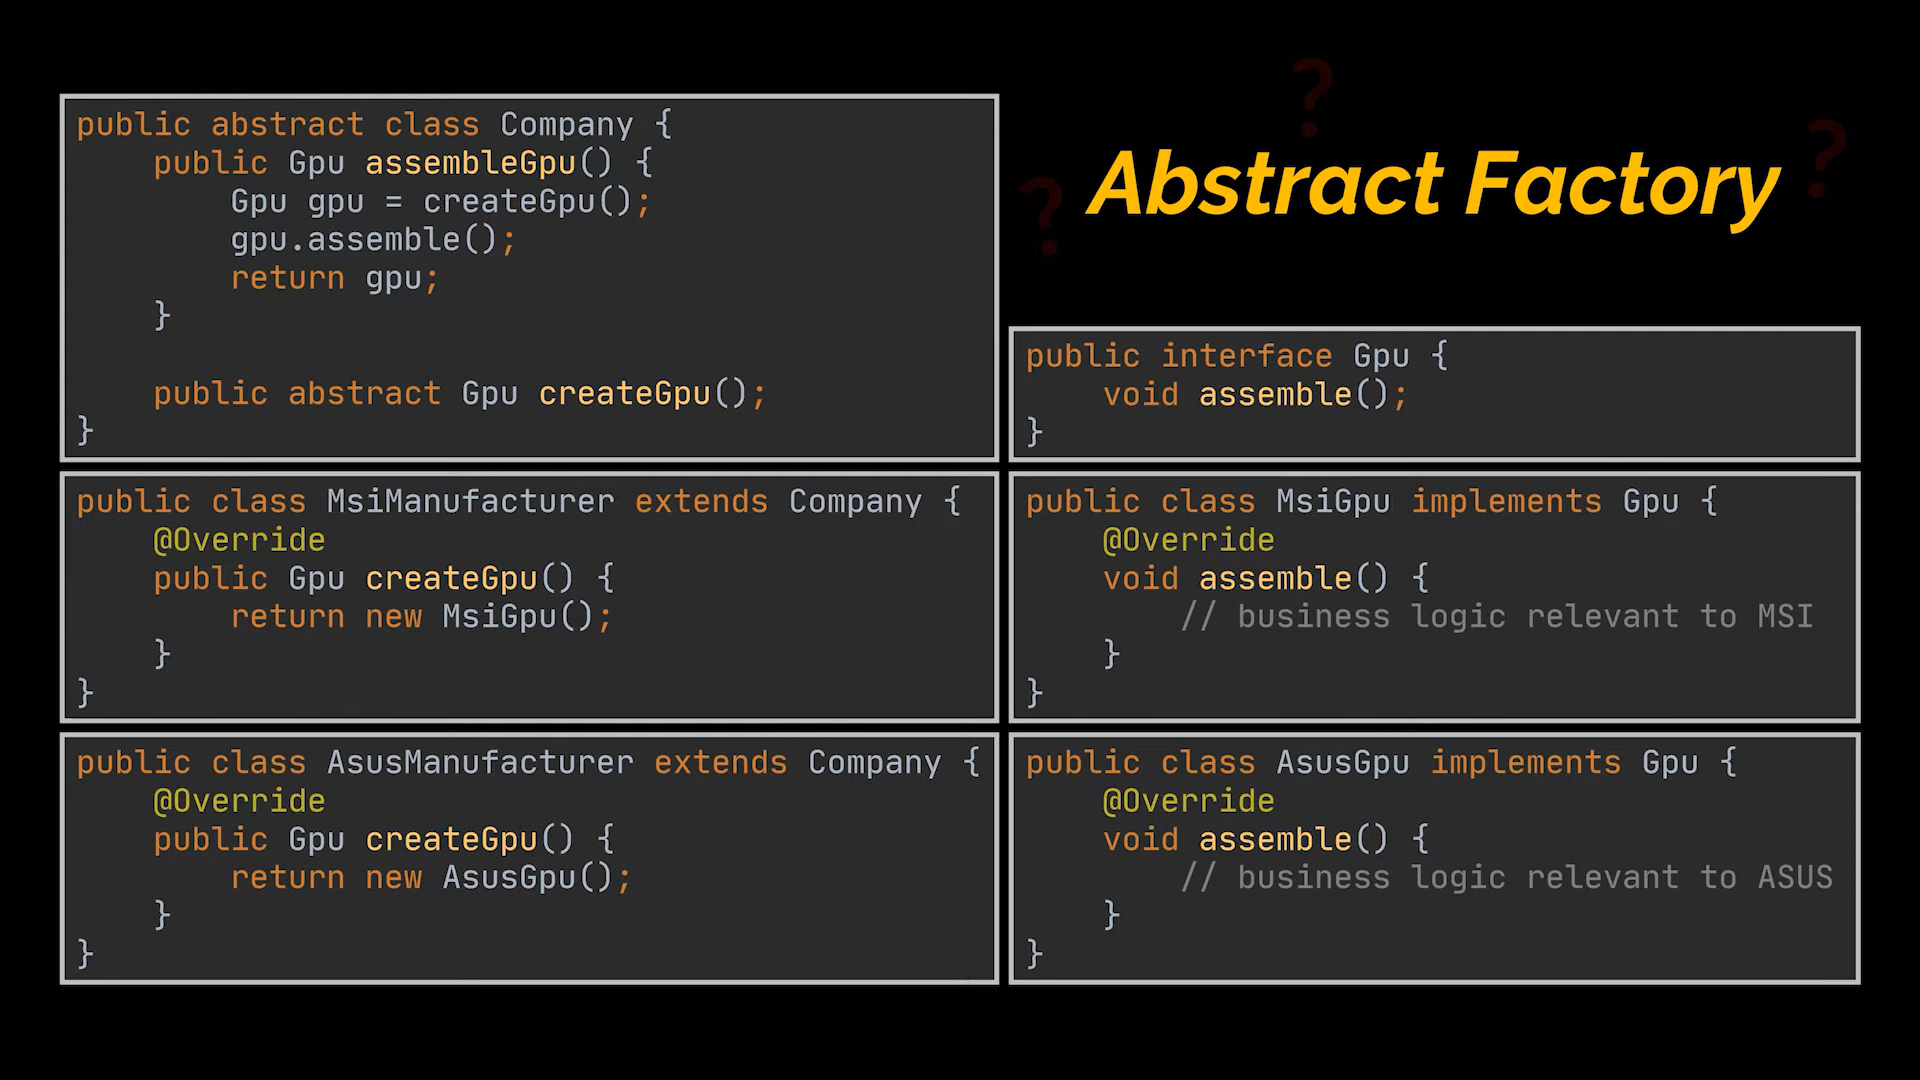 ? ? ?
Abstract Factory
?
public abstract class Company {
    public Gpu assembleGpu() {
        Gpu gpu = createGpu();
        gpu.assemble();
        return gpu;
    }

    public abstract Gpu createGpu();
}
public interface Gpu {
    void assemble();
}
public class MsiManufacturer extends Company {
    @Override
    public Gpu createGpu() {
        return new MsiGpu();
    }
}
public class MsiGpu implements Gpu {
    @Override
    void assemble() {
        // business logic relevant to MSI
    }
}
public class AsusManufacturer extends Company {
    @Override
    public Gpu createGpu() {
        return new AsusGpu();
    }
}
public class AsusGpu implements Gpu {
    @Override
    void assemble() {
        // business logic relevant to ASUS
    }
}